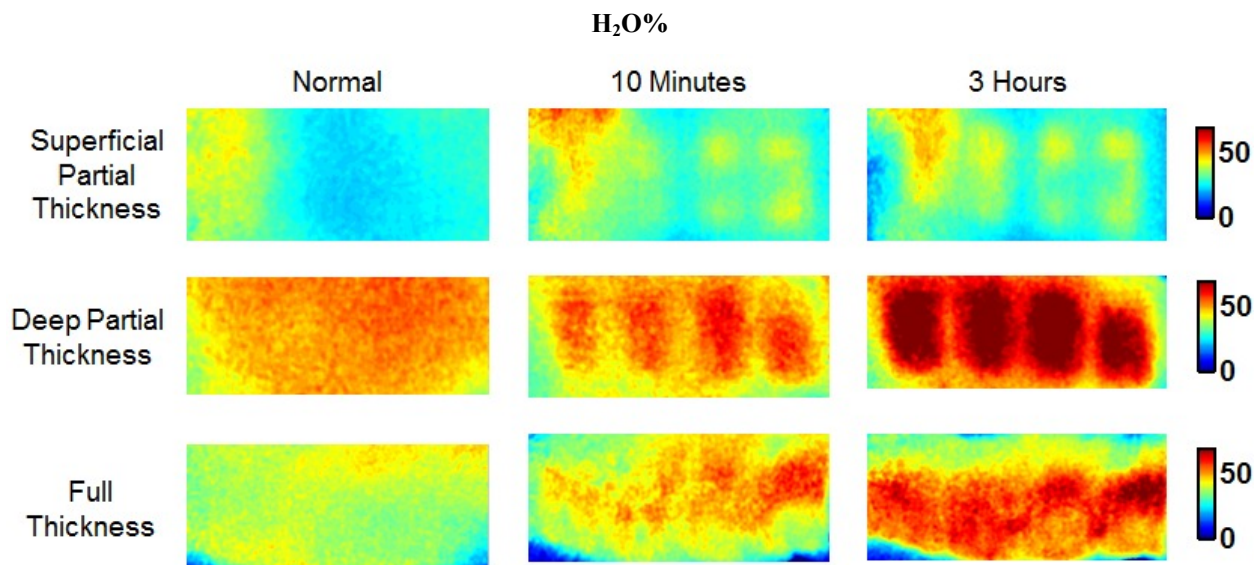 H₂O%
Normal
10 Minutes
3 Hours
Superficial
Partial
Thickness
50
0
Deep Partial
Thickness
50
0
Full
Thickness
50
0